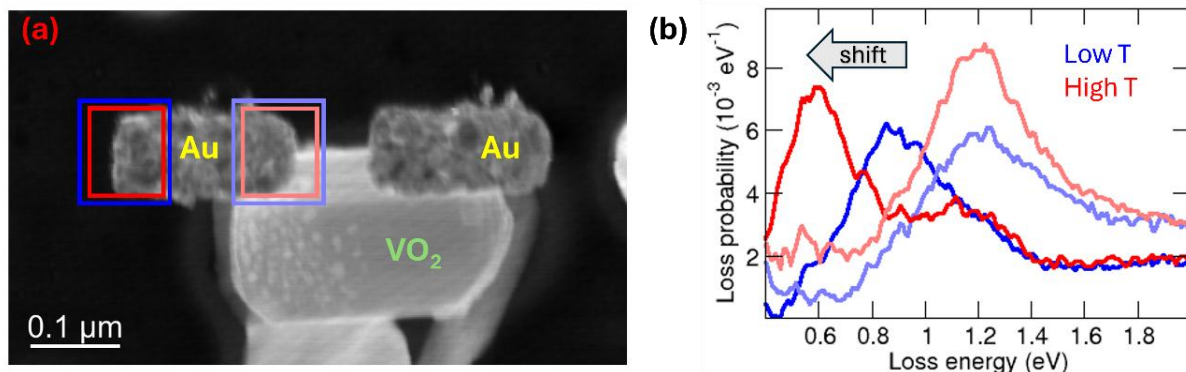 (a)
Au
Au
VO₂
0.1 µm
(b)
Loss probability (10⁻³ eV⁻¹)
8
6
4
2
shift
Low T
High T
0.6 0.8 1 1.2 1.4 1.6 1.8
Loss energy (eV)